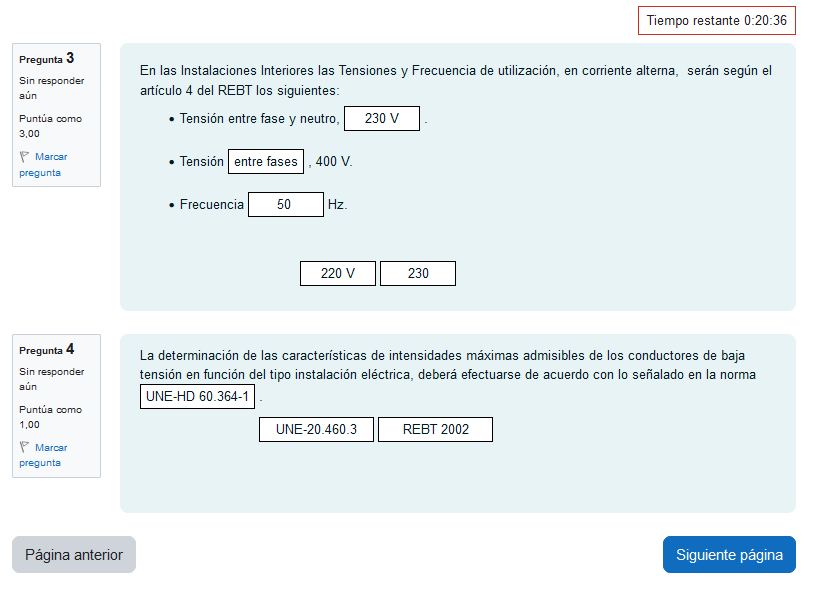 Tiempo restante 0:20:36
Pregunta 3
Sin responder
aún
Puntúa como
3,00
Marcar
pregunta
En las Instalaciones Interiores las Tensiones y Frecuencia de utilización, en corriente alterna, serán según el
artículo 4 del REBT los siguientes:
• Tensión entre fase y neutro, 230 V .
• Tensión entre fases , 400 V.
• Frecuencia 50 Hz.
220 V 230
Pregunta 4
Sin responder
aún
Puntúa como
1,00
Marcar
pregunta
La determinación de las características de intensidades máximas admisibles de los conductores de baja
tensión en función del tipo instalación eléctrica, deberá efectuarse de acuerdo con lo señalado en la norma
UNE-HD 60.364-1 .
UNE-20.460.3 REBT 2002
Página anterior
Siguiente página